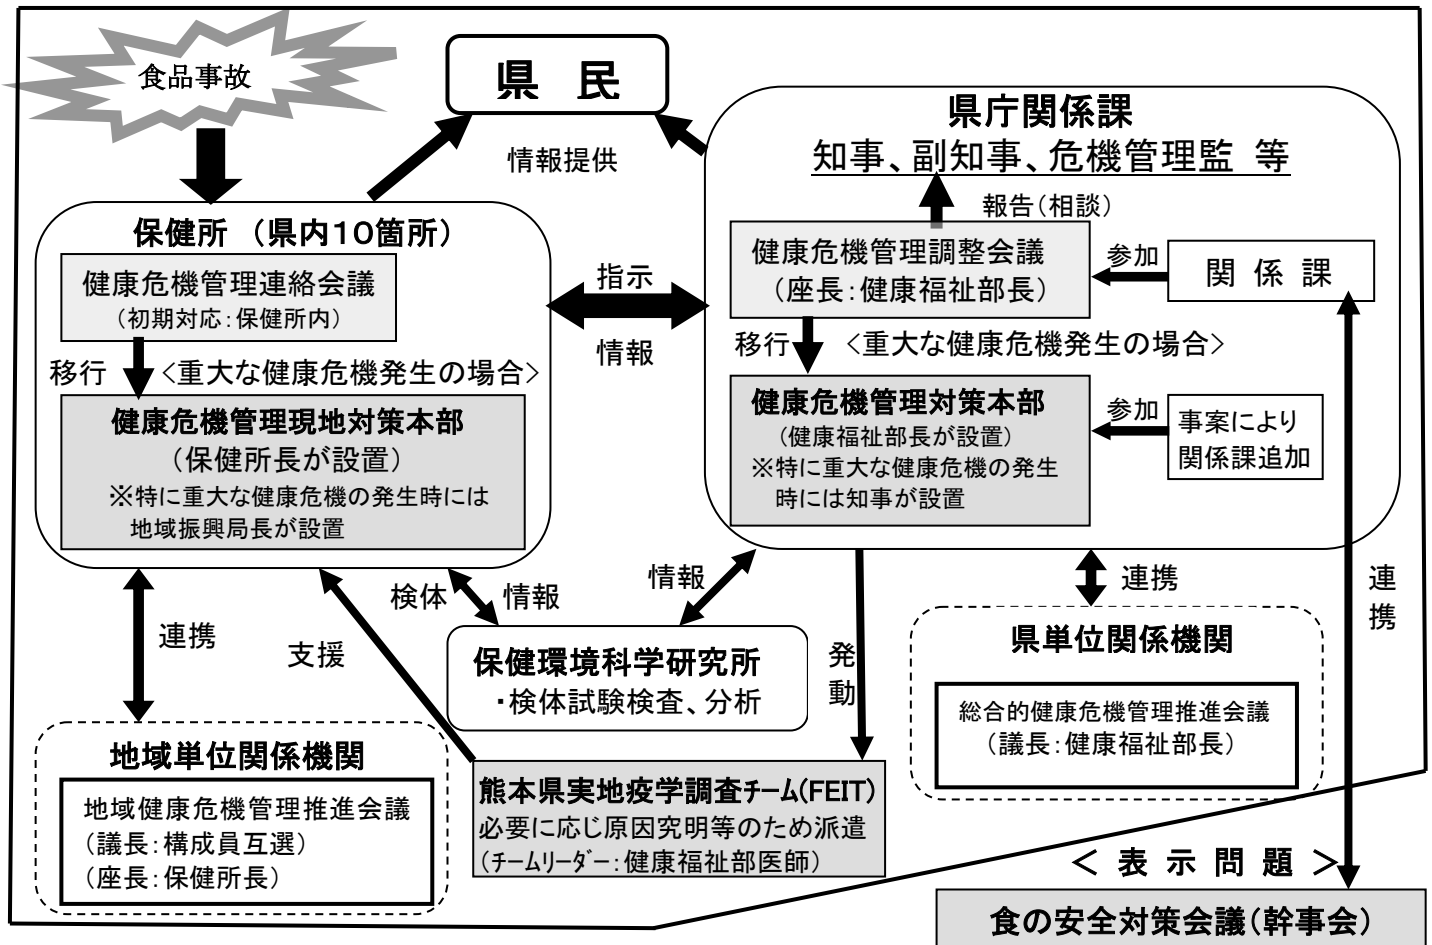 食品事故
県 民
情報提供
県庁関係課
知事、副知事、危機管理監 等
報告(相談)
健康危機管理調整会議
(座長:健康福祉部長)
参加
関 係 課
移行
<重大な健康危機発生の場合>
健康危機管理対策本部
(健康福祉部長が設置)
※特に重大な健康危機の発生
時には知事が設置
参加
事案により
関係課追加
保健所 (県内10箇所)
健康危機管理連絡会議
(初期対応:保健所内)
移行
<重大な健康危機発生の場合>
健康危機管理現地対策本部
(保健所長が設置)
※特に重大な健康危機の発生時には
地域振興局長が設置
指示
情報
連携
支援
検体
情報
情報
保健環境科学研究所
・検体試験検査、分析
発動
連携
連携
県単位関係機関
総合的健康危機管理推進会議
(議長:健康福祉部長)
地域単位関係機関
地域健康危機管理推進会議
(議長:構成員互選)
(座長:保健所長)
熊本県実地疫学調査ﾁｰﾑ(FEIT)
必要に応じ原因究明等のため派遣
(ﾁｰﾑﾘｰﾀﾞｰ:健康福祉部医師)
< 表 示 問 題 >
食の安全対策会議(幹事会)